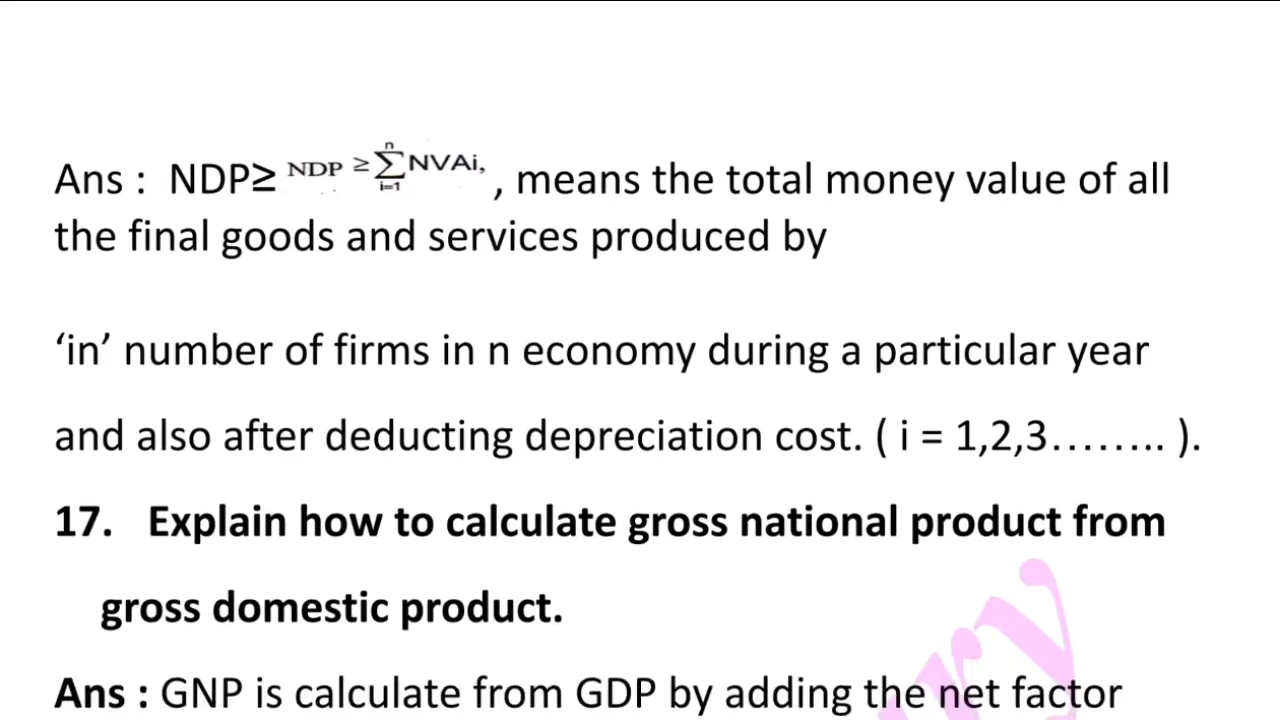 Ans :  NDP≥ NDP ≥ n∑i=1 NVAi, , means the total money value of all
the final goods and services produced by
‘in’ number of firms in n economy during a particular year
and also after deducting depreciation cost. ( i = 1,2,3…….. ).
17.   Explain how to calculate gross national product from
gross domestic product.
Ans : GNP is calculate from GDP by adding the net factor